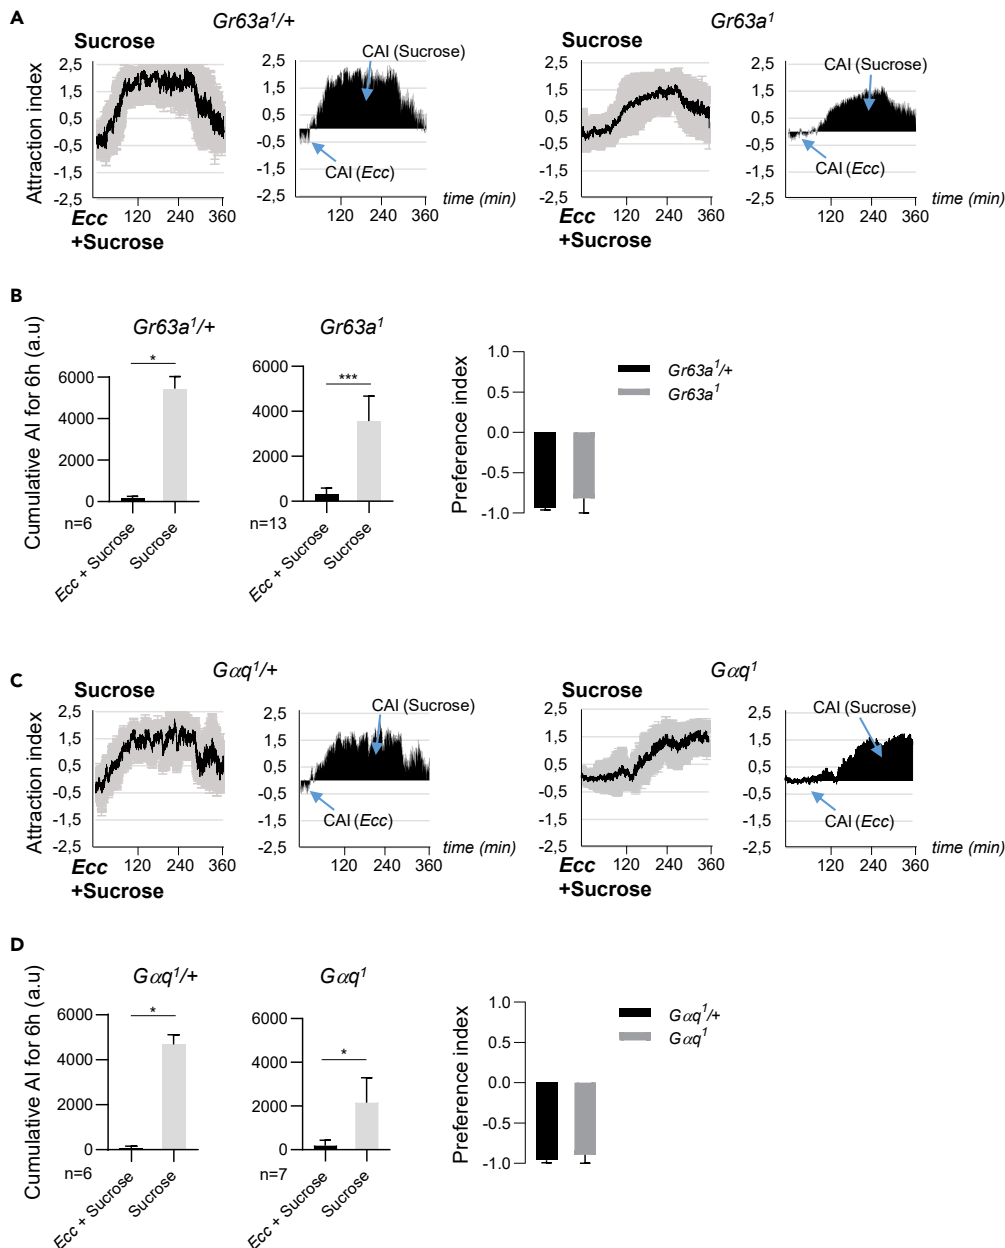 A
Gr63a1/+
Gr63a1
Sucrose
Sucrose
CAI (Sucrose)
CAI (Sucrose)
Attraction index
2,5
1,5
0,5
-0,5
-1,5
-2,5
2,5
1,5
0,5
-0,5
-1,5
-2,5
2,5
1,5
0,5
-0,5
-1,5
-2,5
2,5
1,5
0,5
-0,5
-1,5
-2,5
CAI (Ecc)
CAI (Ecc)
120 240 360
120 240 360
time (min)
120 240 360
120 240 360
time (min)
Ecc
+Sucrose
Ecc
+Sucrose
B
Gr63a1/+
Gr63a1
Cumulative AI for 6h (a.u)
6000
4000
2000
0
*
6000
4000
2000
0
***
n=6
n=13
Ecc + Sucrose
Sucrose
Ecc + Sucrose
Sucrose
Preference index
1.0
0.5
0.0
-0.5
-1.0
Gr63a1/+
Gr63a1
C
Gαq1/+
Gαq1
Sucrose
Sucrose
CAI (Sucrose)
CAI (Sucrose)
Attraction index
2,5
1,5
0,5
-0,5
-1,5
-2,5
2,5
1,5
0,5
-0,5
-1,5
-2,5
2,5
1,5
0,5
-0,5
-1,5
-2,5
2,5
1,5
0,5
-0,5
-1,5
-2,5
CAI (Ecc)
CAI (Ecc)
120 240 360
120 240 360
time (min)
120 240 360
120 240 360
time (min)
Ecc
+Sucrose
Ecc
+Sucrose
D
Gαq1/+
Gαq1
Cumulative AI for 6h (a.u)
6000
4000
2000
0
*
6000
4000
2000
0
*
n=6
n=7
Ecc + Sucrose
Sucrose
Ecc + Sucrose
Sucrose
Preference index
1.0
0.5
0.0
-0.5
-1.0
Gαq1/+
Gαq1